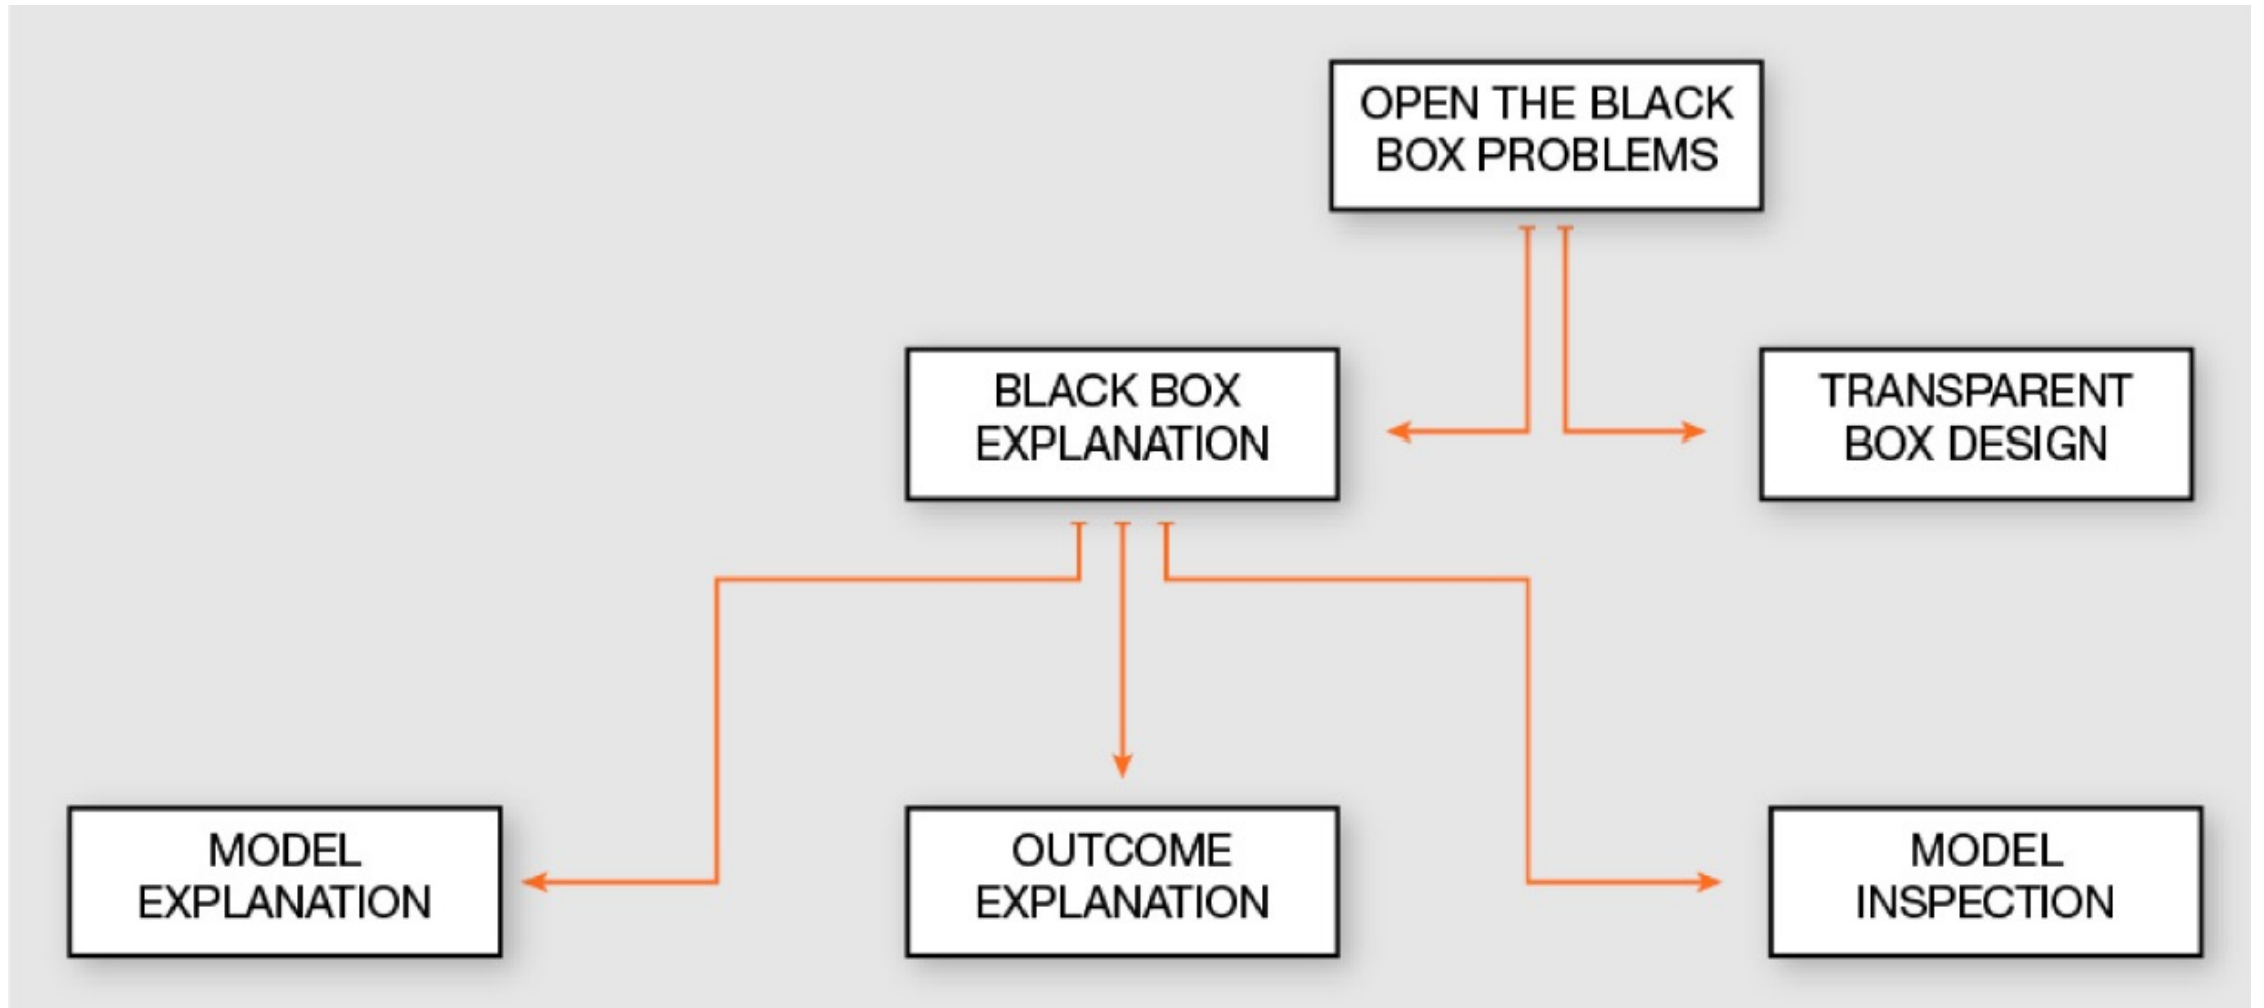 OPEN THE BLACK
BOX PROBLEMS
BLACK BOX
EXPLANATION
TRANSPARENT
BOX DESIGN
MODEL
EXPLANATION
OUTCOME
EXPLANATION
MODEL
INSPECTION